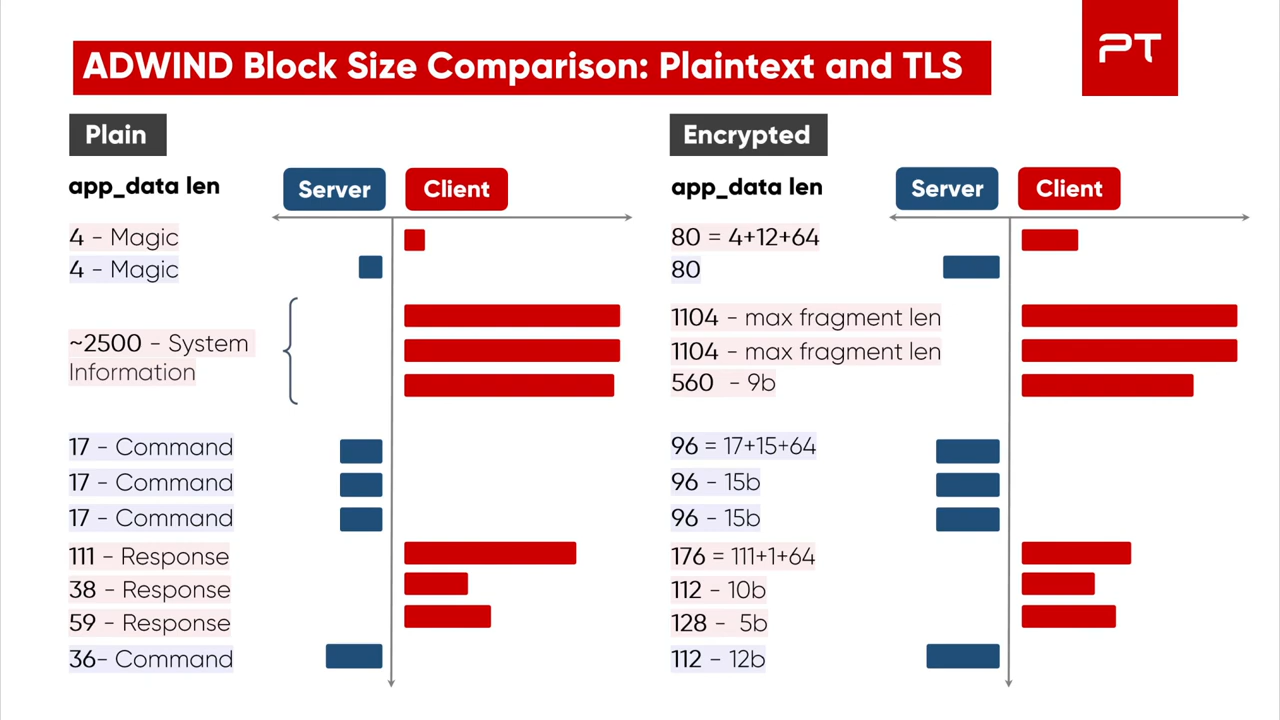 ADWIND Block Size Comparison: Plaintext and TLS
PT
Plain
app_data len
Server
Client
4 - Magic
4 - Magic
~2500 - System
Information
17 - Command
17 - Command
17 - Command
111 - Response
38 - Response
59 - Response
36- Command
Encrypted
app_data len
Server
Client
80 = 4+12+64
80
1104 - max fragment len
1104 - max fragment len
560 - 9b
96 = 17+15+64
96 - 15b
96 - 15b
176 = 111+1+64
112 - 10b
128 - 5b
112 - 12b